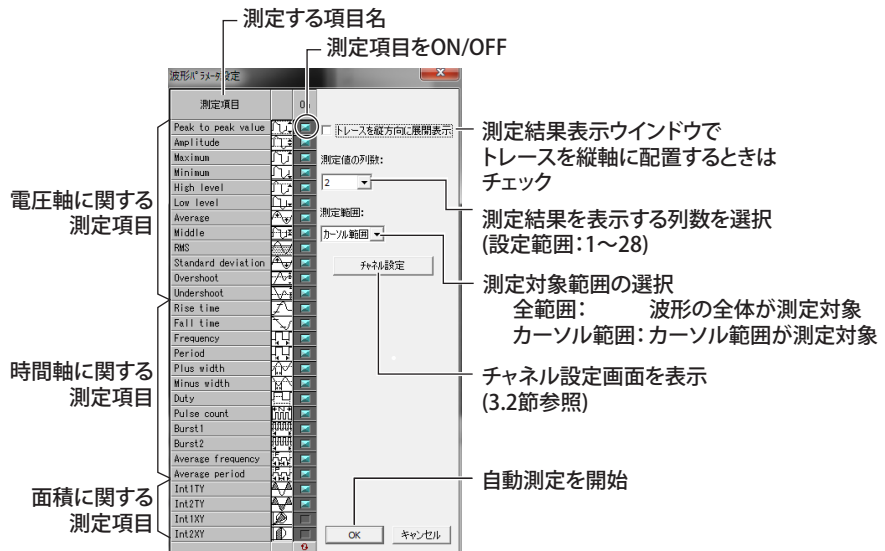 測定する項目名
測定項目をON/OFF
波形パラメータ設定
測定項目
On
Peak to peak value
Amplitude
Maximum
Minimum
High level
Low level
Average
Middle
RMS
Standard deviation
Overshoot
Undershoot
Rise time
Fall time
Frequency
Period
Plus width
Minus width
Duty
Pulse count
Burst1
Burst2
Average frequency
Average period
Int1TY
Int2TY
Int1XY
Int2XY
電圧軸に関する
測定項目
時間軸に関する
測定項目
面積に関する
測定項目
トレースを縦方向に展開表示
測定値の列数:
2
測定範囲:
カーソル範囲
チャネル設定
OK
キャンセル
測定結果表示ウインドウで
トレースを縦軸に配置するときは
チェック
測定結果を表示する列数を選択
(設定範囲:1～28)
測定対象範囲の選択
全範囲: 波形の全体が測定対象
カーソル範囲:カーソル範囲が測定対象
チャネル設定画面を表示
(3.2節参照)
自動測定を開始